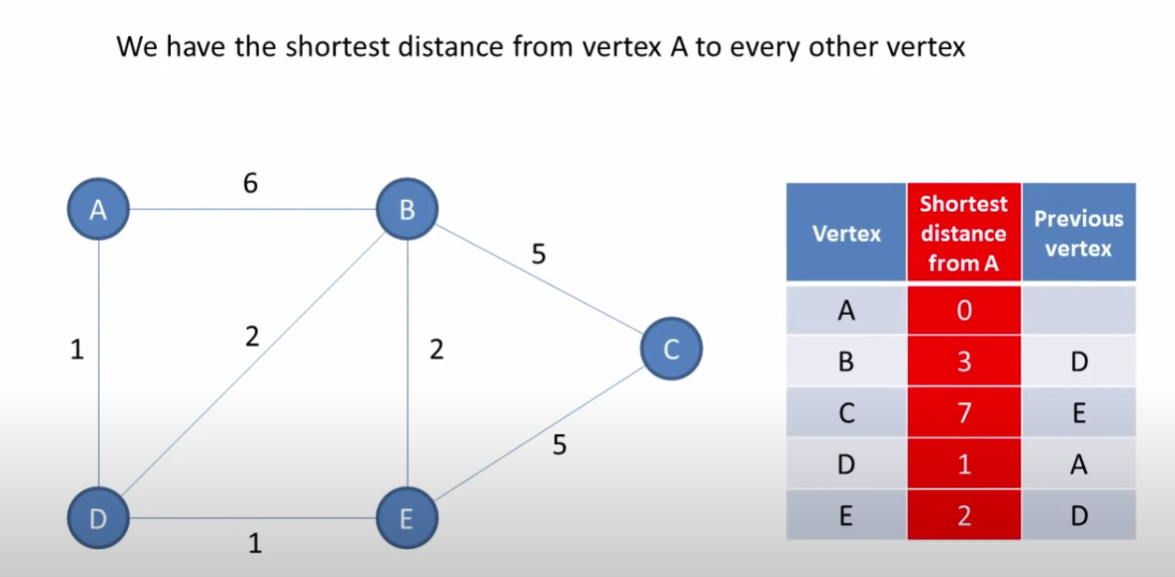 We have the shortest distance from vertex A to every other vertex
6
A
B
5
1
2
2
C
5
D
E
1
Vertex
Shortest distance from A
Previous vertex
A 0
B 3 D
C 7 E
D 1 A
E 2 D